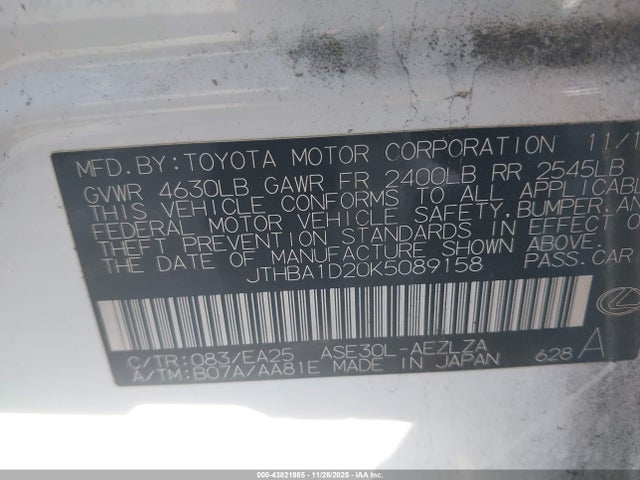 MFD.BY:TOYOTA MOTOR CORPORATION 11/1
GVWR 4630LB GAWR FR 2400LB RR 2545LB
THIS VEHICLE CONFORMS TO ALL APPLICABL
FEDERAL MOTOR VEHICLE SAFETY, BUMPER, AN
THEFT PREVENTION STANDARDS IN EFFECT O
THE DATE OF MANUFACTURE SHOWN ABOVE.
JTHBA1D20K5089158 PASS.CAR
C/TR:083/EA25 ASE30L-AEZLZA
A/TM:B07A/AA81E MADE IN JAPAN 628 A
000-43821985 11/28/2025 IAAI.COM